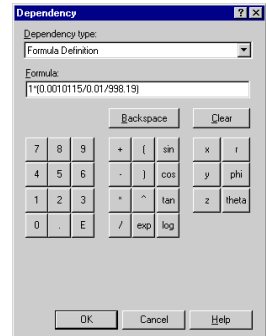 Dependency ? X
Dependency type:
Formula Definition
Formula:
1*(0.0010115/0.01/998.19)
Backspace Clear
7 8 9 + ( sin x r
4 5 6 - ) cos y phi
1 2 3 * ^ tan z theta
0 . E / exp log
OK Cancel Help